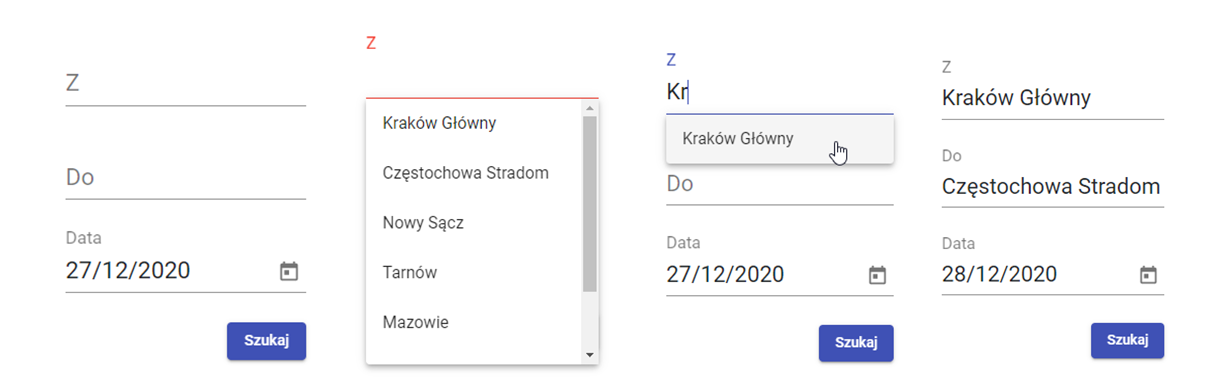 Z
Do
Data
27/12/2020
Szukaj
Z
Kraków Główny
Częstochowa Stradom
Nowy Sącz
Tarnów
Mazowie
Z
Kr
Kraków Główny
Do
Data
27/12/2020
Szukaj
Z
Kraków Główny
Do
Częstochowa Stradom
Data
28/12/2020
Szukaj